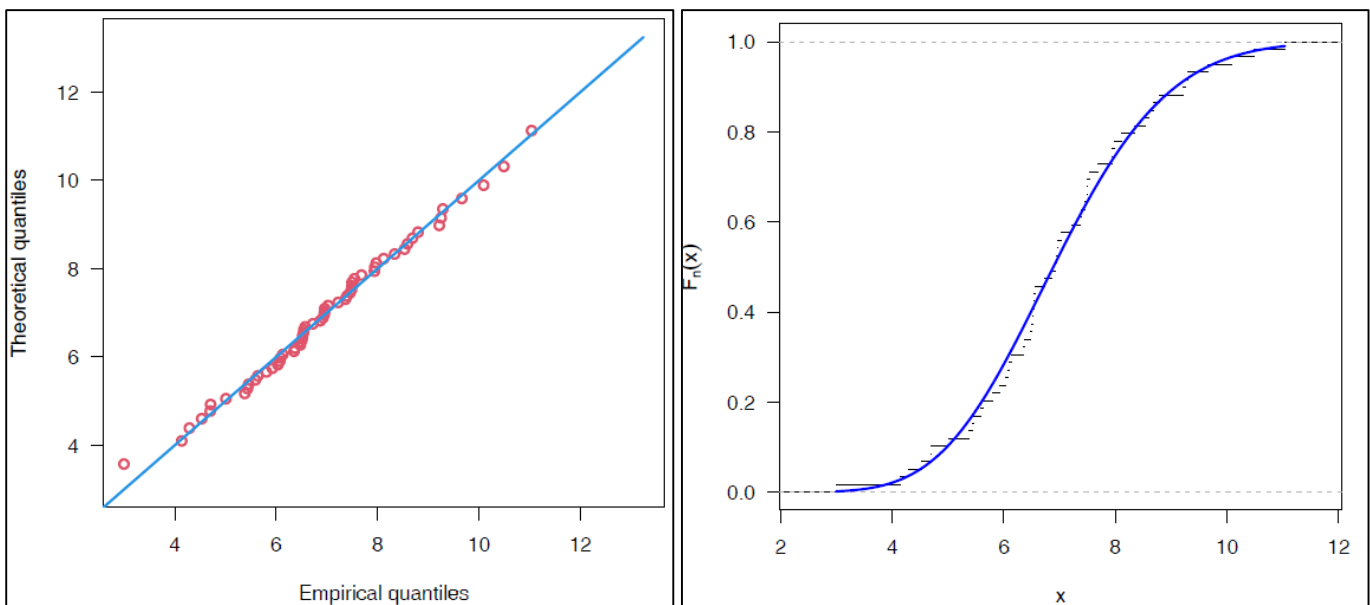 Theoretical quantiles
12
10
8
6
4
4 6 8 10 12
Empirical quantiles
Fₙ(x)
1.0
0.8
0.6
0.4
0.2
0.0
2 4 6 8 10 12
x